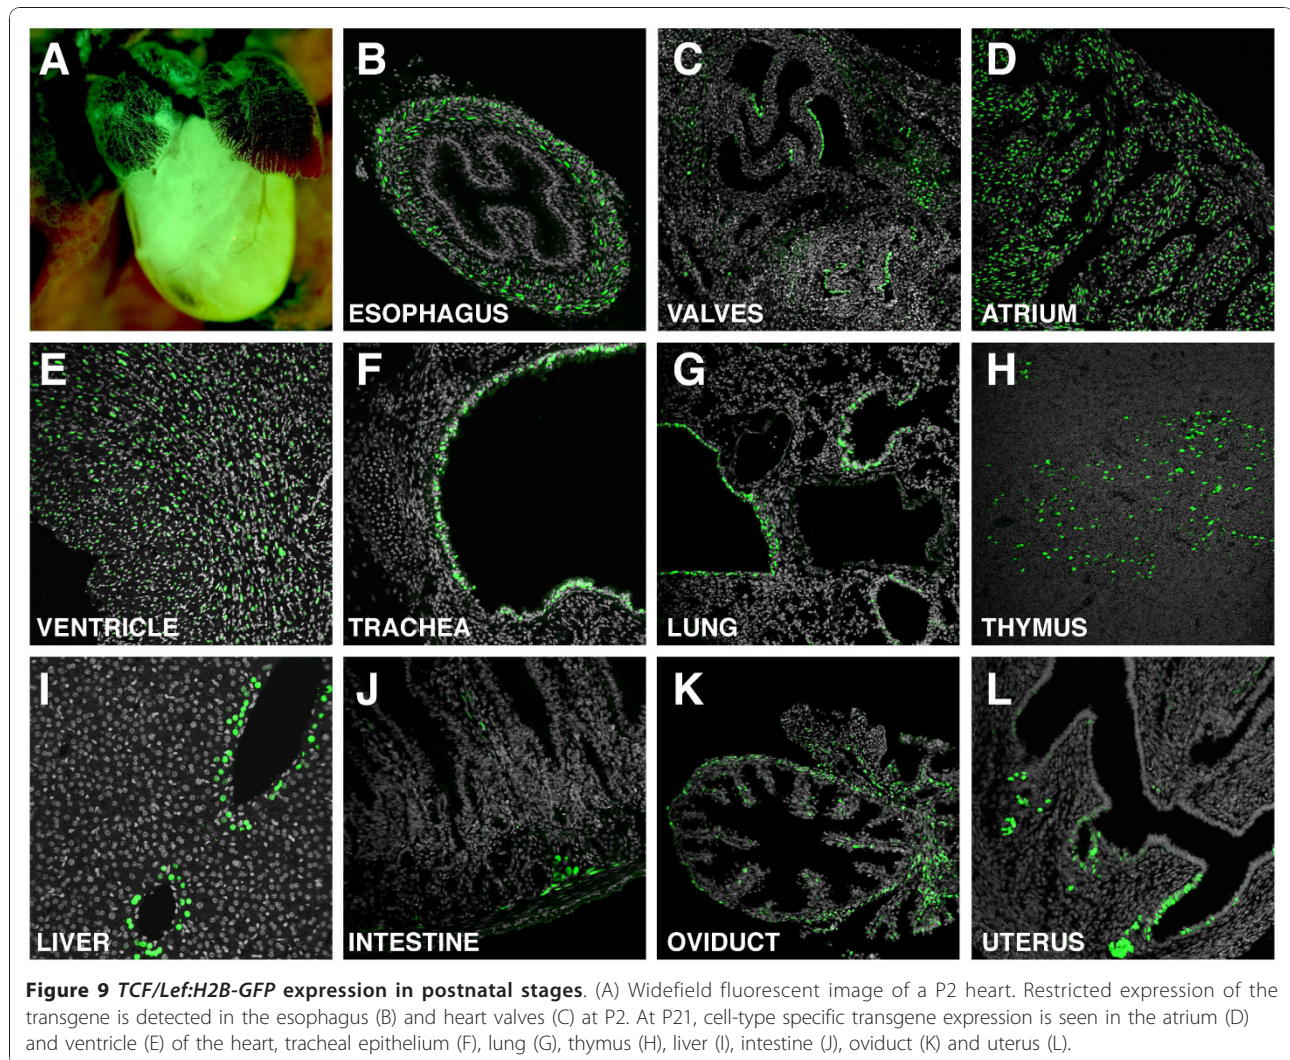 A
B
C
D
ESOPHAGUS
VALVES
ATRIUM
E
F
G
H
VENTRICLE
TRACHEA
LUNG
THYMUS
I
J
K
L
LIVER
INTESTINE
OVIDUCT
UTERUS
Figure 9 TCF/Lef:H2B-GFP expression in postnatal stages. (A) Widefield fluorescent image of a P2 heart. Restricted expression of the
transgene is detected in the esophagus (B) and heart valves (C) at P2. At P21, cell-type specific transgene expression is seen in the atrium (D)
and ventricle (E) of the heart, tracheal epithelium (F), lung (G), thymus (H), liver (I), intestine (J), oviduct (K) and uterus (L).